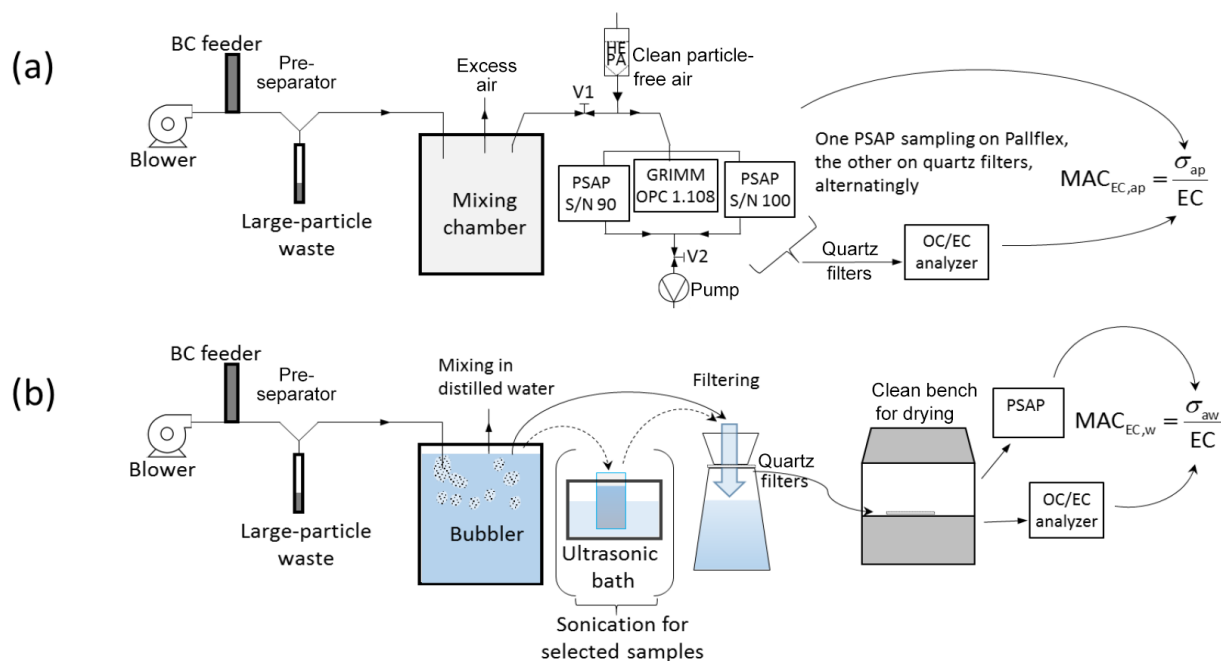 (a)
BC feeder
Pre-
separator
Blower
Large-particle
waste
Excess
air
Mixing
chamber
V1
HE
PA
Clean particle-
free air
PSAP
S/N 90
GRIMM
OPC 1.108
PSAP
S/N 100
V2
Pump
One PSAP sampling on Pallflex,
the other on quartz filters,
alternatingly
Quartz
filters
OC/EC
analyzer
MAC_EC,ap = σ_ap / EC
(b)
BC feeder
Pre-
separator
Blower
Large-particle
waste
Mixing in
distilled water
Bubbler
Ultrasonic
bath
Sonication for
selected samples
Filtering
Quartz
filters
Clean bench
for drying
PSAP
OC/EC
analyzer
MAC_EC,w = σ_aw / EC